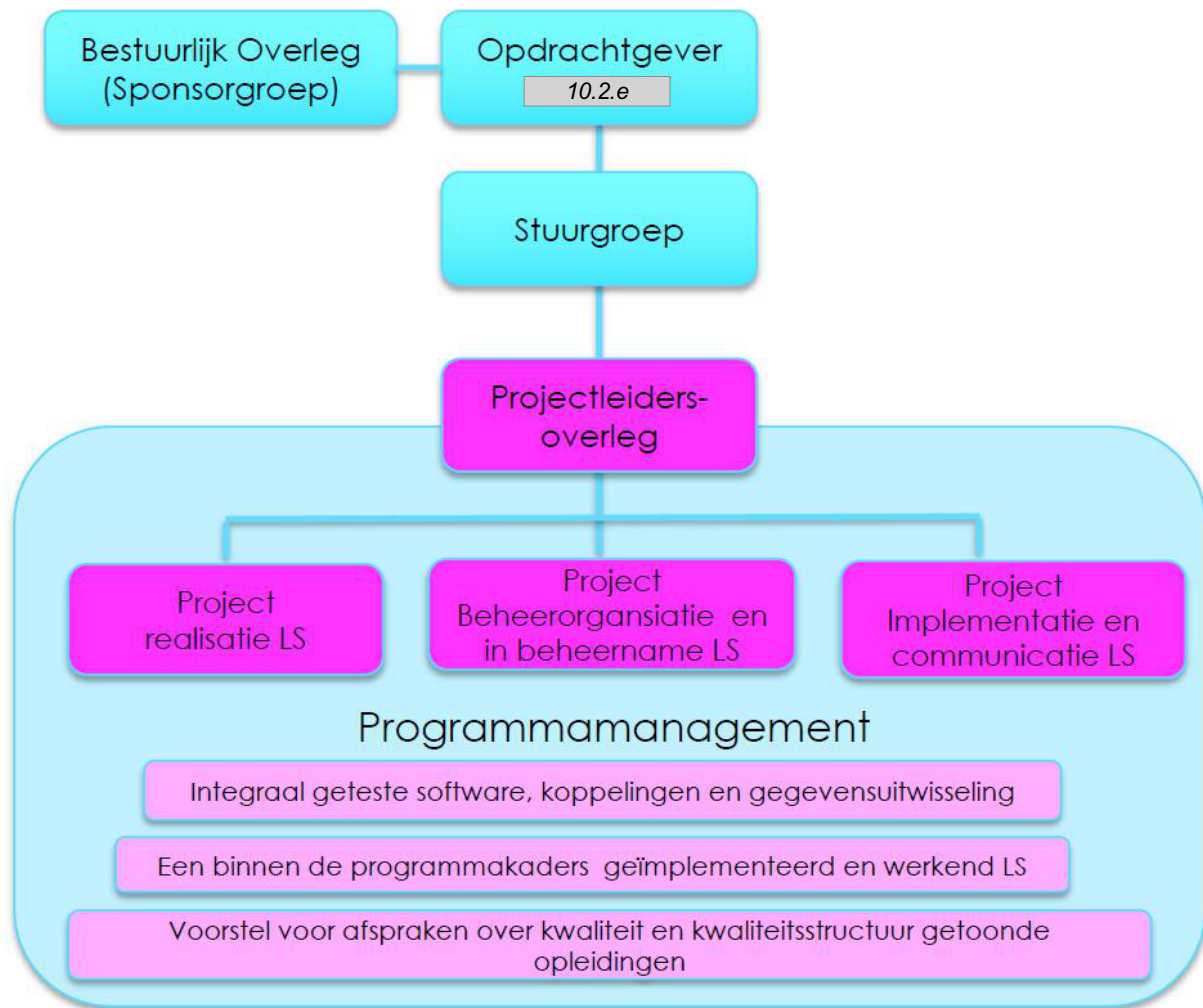 Bestuurlijk Overleg
(Sponsorgroep)
Opdrachtgever
10.2.e
Stuurgroep
Projectleiders-
overleg
Project
realisatie LS
Project
Beheerorgansiatie en
in beheername LS
Project
Implementatie en
communicatie LS
Programmamanagement
Integraal geteste software, koppelingen en gegevensuitwisseling
Een binnen de programmakaders geïmplementeerd en werkend LS
Voorstel voor afspraken over kwaliteit en kwaliteitsstructuur getoonde
opleidingen